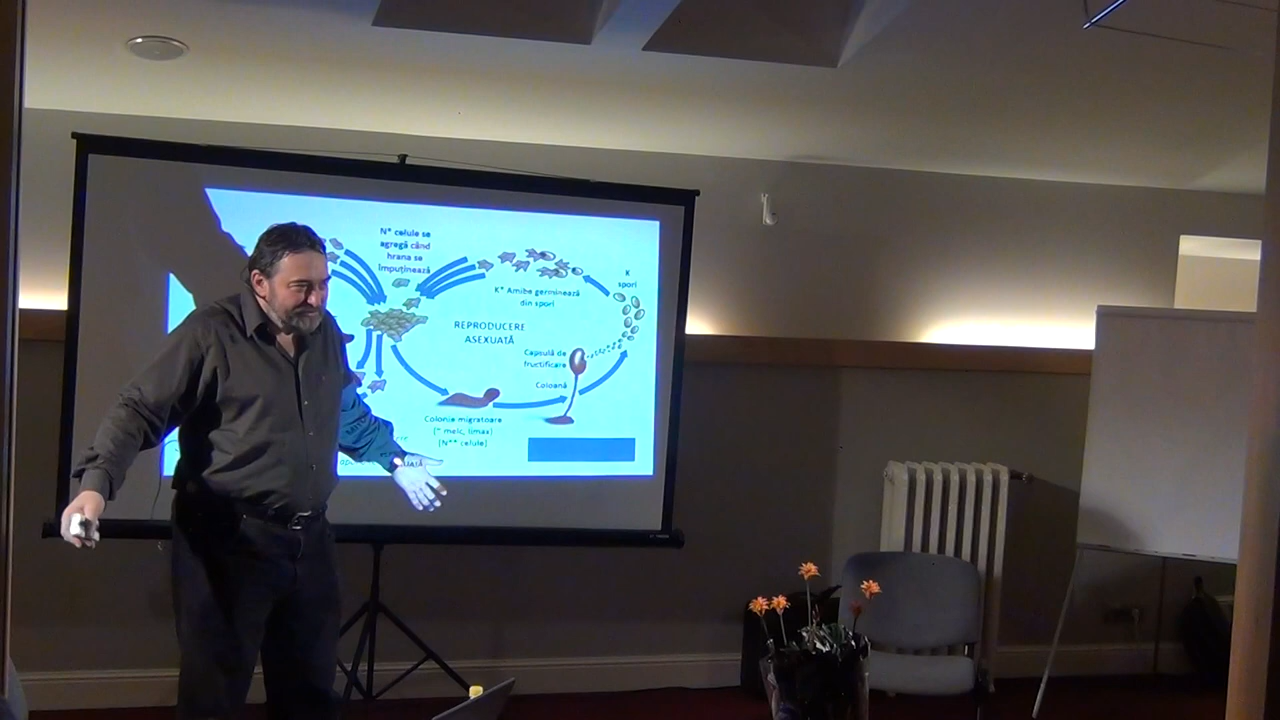 N* celule se
agregă când
hrana se
împuținează
K
spori
K* Amibe germinează
din spori
REPRODUCERE
ASEXUATĂ
Capsulă de
fructificare
Coloană
Colonie migratoare
(~ melc, limax)
(N** celule)